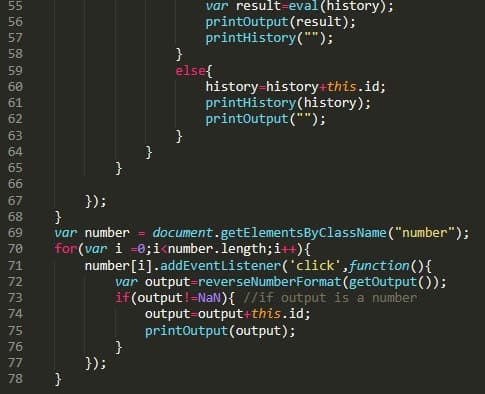 55 var result=eval(history);
56 printOutput(result);
57 printHistory("");
58 }
59 else{
60 history=history+this.id;
61 printHistory(history);
62 printOutput("");
63 }
64 }
65 }
66
67 });
68 }
69 var number = document.getElementsByClassName("number");
70 for(var i =0;i<number.length;i++){
71 number[i].addEventListener('click',function(){
72 var output=reverseNumberFormat(getOutput());
73 if(output!=NaN){ //if output is a number
74 output=output+this.id;
75 printOutput(output);
76 }
77 });
78 }